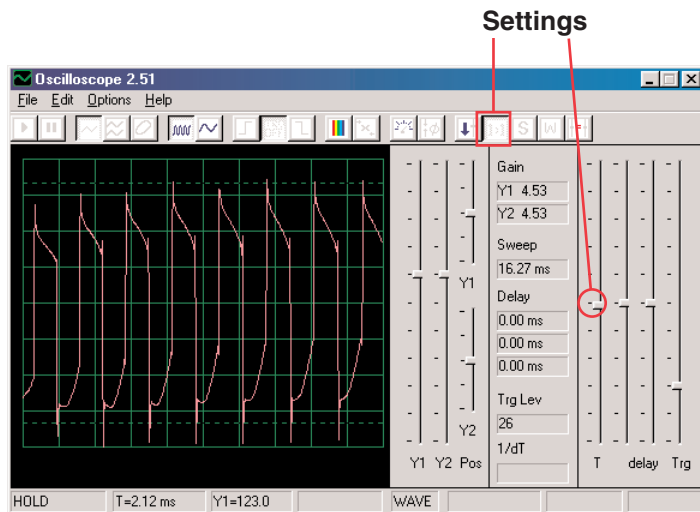 Settings
Oscilloscope 2.51
File Edit Options Help
1:1 S W
Gain
Y1 4.53
Y2 4.53
Sweep
16.27 ms
Y1
Delay
0.00 ms
0.00 ms
0.00 ms
Trg Lev
26
Y2
1/dT
Y1 Y2 Pos T delay Trg
HOLD T=2.12 ms Y1=123.0 WAVE